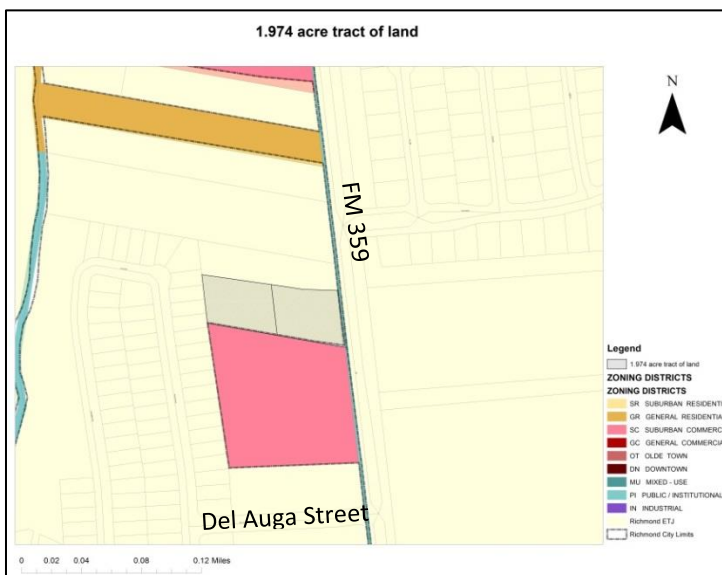 1.974 acre tract of land
N
FM 359
Del Auga Street
Legend
1.974 acre tract of land
ZONING DISTRICTS
ZONING DISTRICTS
SR SUBURBAN RESIDENTI
GR GENERAL RESIDENTIA
SC SUBURBAN COMMERC
GC GENERAL COMMERCIA
OT OLDE TOWN
DN DOWNTOWN
MU MIXED - USE
PI PUBLIC / INSTITUTIONAL
IN INDUSTRIAL
Richmond ETJ
Richmond City Limits
0 0.02 0.04 0.08 0.12 Miles